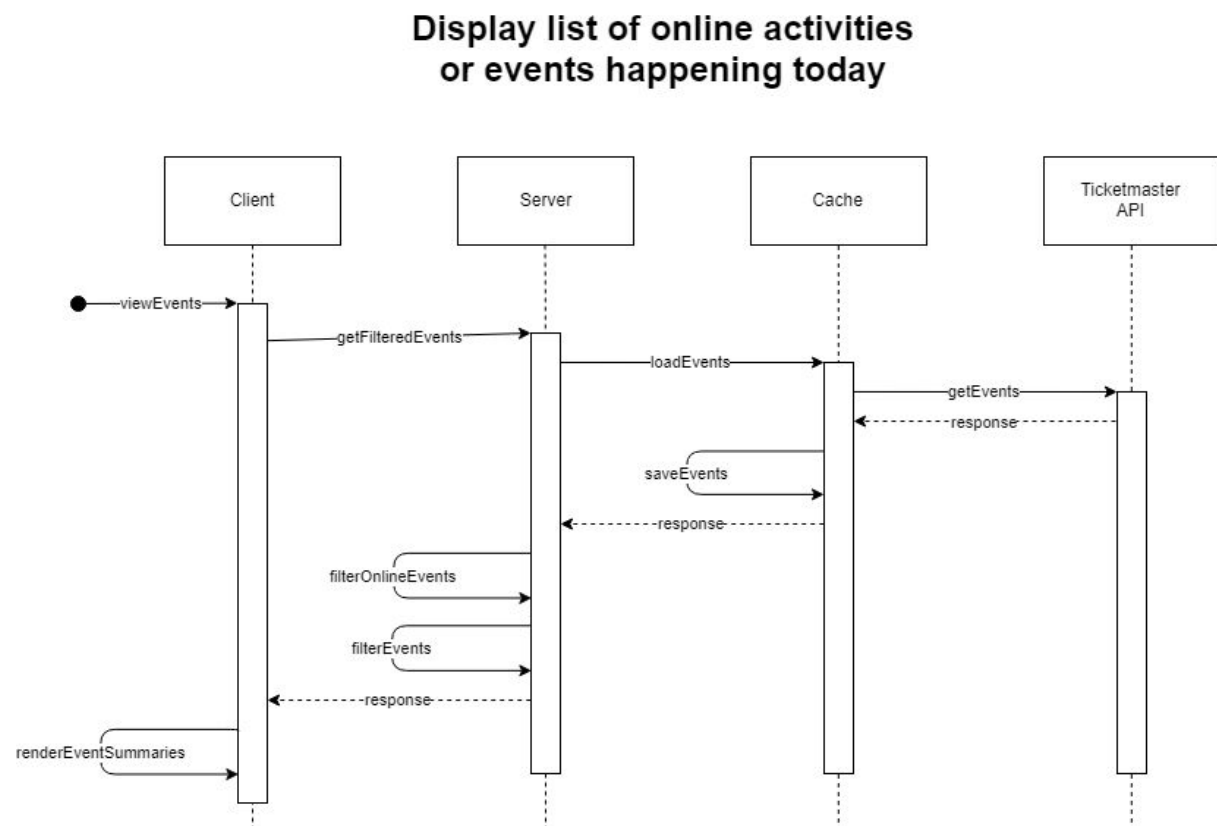 Display list of online activities
or events happening today
Client
Server
Cache
Ticketmaster
API
viewEvents
getFilteredEvents
loadEvents
getEvents
response
saveEvents
response
filterOnlineEvents
filterEvents
response
renderEventSummaries